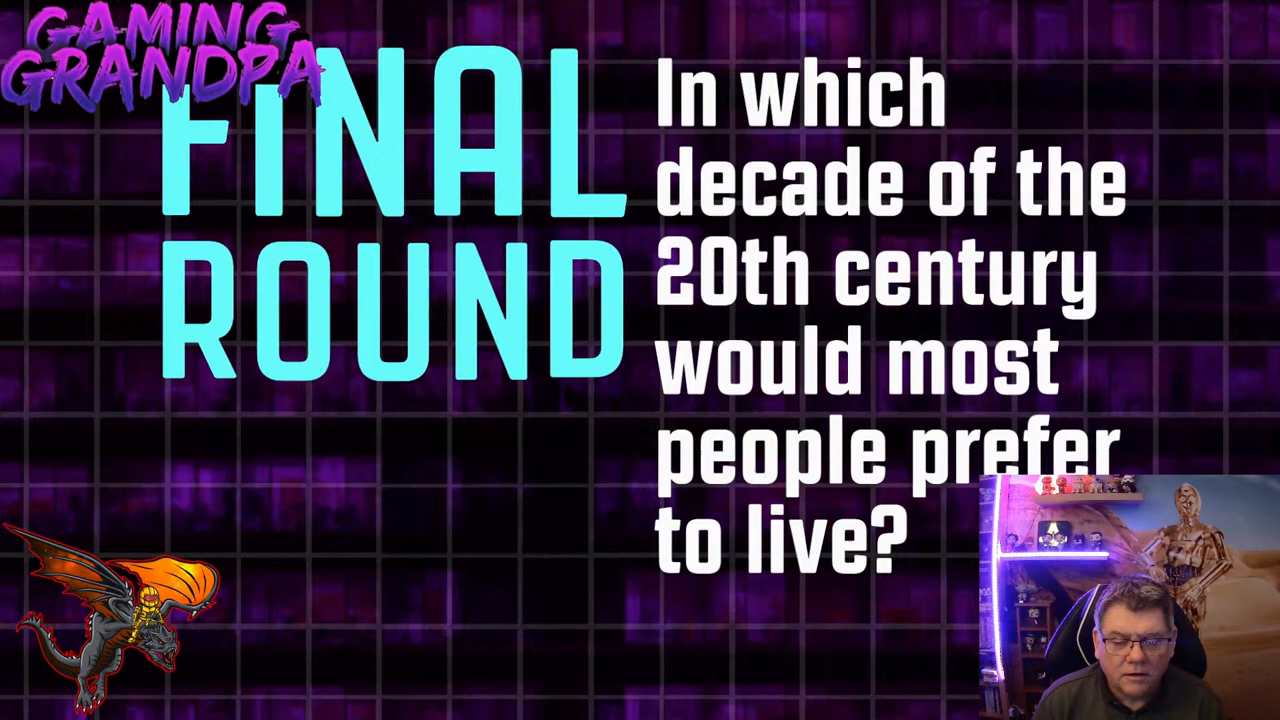 GAMING
GRANDPA
FINAL
ROUND
In which
decade of the
20th century
would most
people prefer
to live?